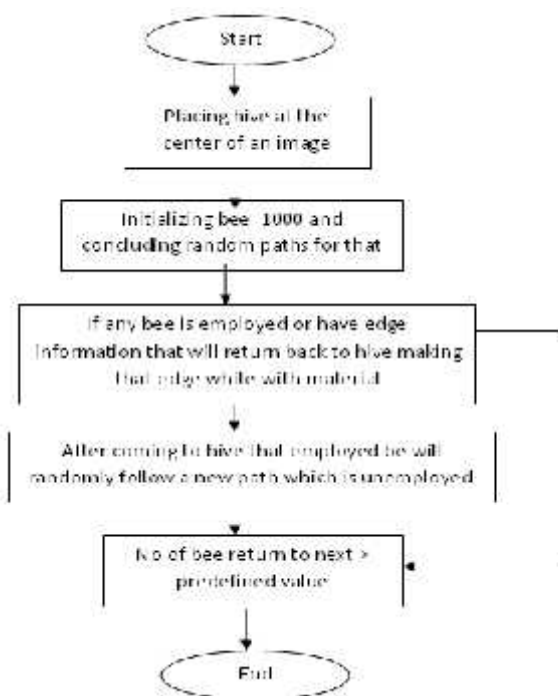 Start
Placing hive at the
center of an image
Initializing bee 1000 and
concluding random paths for that
If any bee is employed or have edge
information that will return back to hive making
that edge while with material
After coming to hive that employed be will
randomly follow a new path which is unemployed
No of bee return to next >
predefined value
End